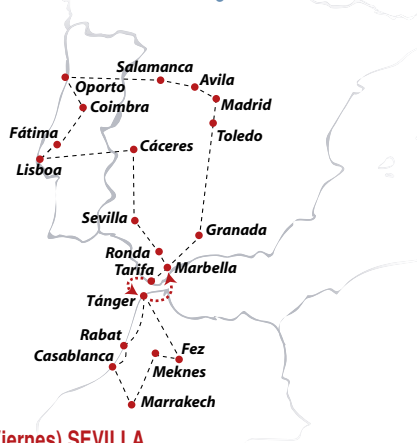 Salamanca
Avila
Oporto
Madrid
Coimbra
Toledo
Fátima
Cáceres
Lisboa
Sevilla
Granada
Ronda
Tarifa
Marbella
Tánger
Rabat
Casablanca
Fez
Meknes
Marrakech
iernes) SEVILLA